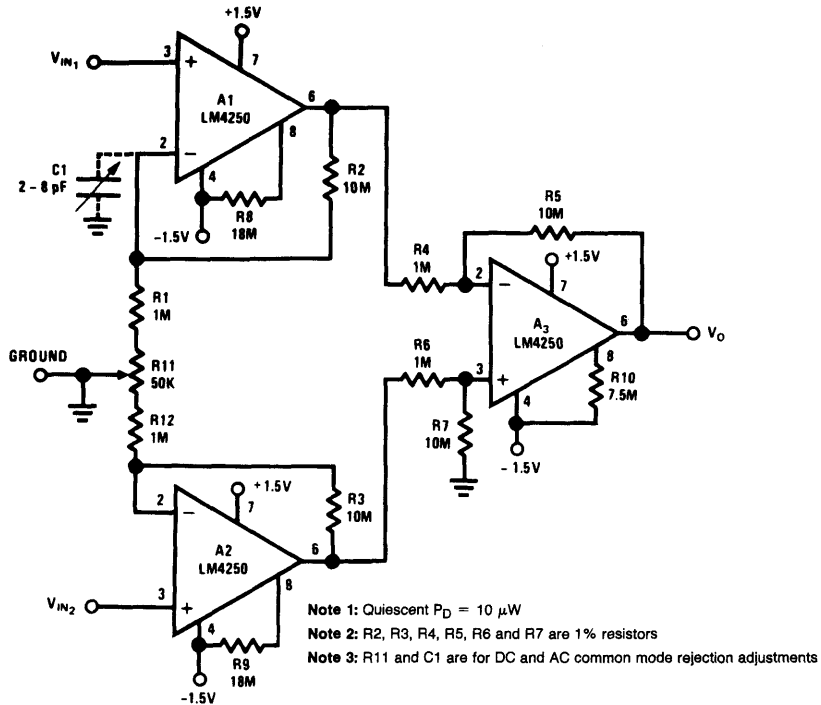 +1.5V
VIN1
3
+
7
A1
LM4250
6
8
2
−
4
C1
2 – 8 pF
R2
10M
R8
18M
−1.5V
R5
10M
R4
1M
+1.5V
2
−
7
A3
LM4250
6
VO
R1
1M
GROUND
R11
50K
R6
1M
3
+
8
4
R10
7.5M
R12
1M
R7
10M
- 1.5V
2
−
+1.5V
7
R3
10M
A2
LM4250
6
8
VIN2
3
+
4
R9
18M
−1.5V
Note 1: Quiescent PD = 10 μW
Note 2: R2, R3, R4, R5, R6 and R7 are 1% resistors
Note 3: R11 and C1 are for DC and AC common mode rejection adjustments